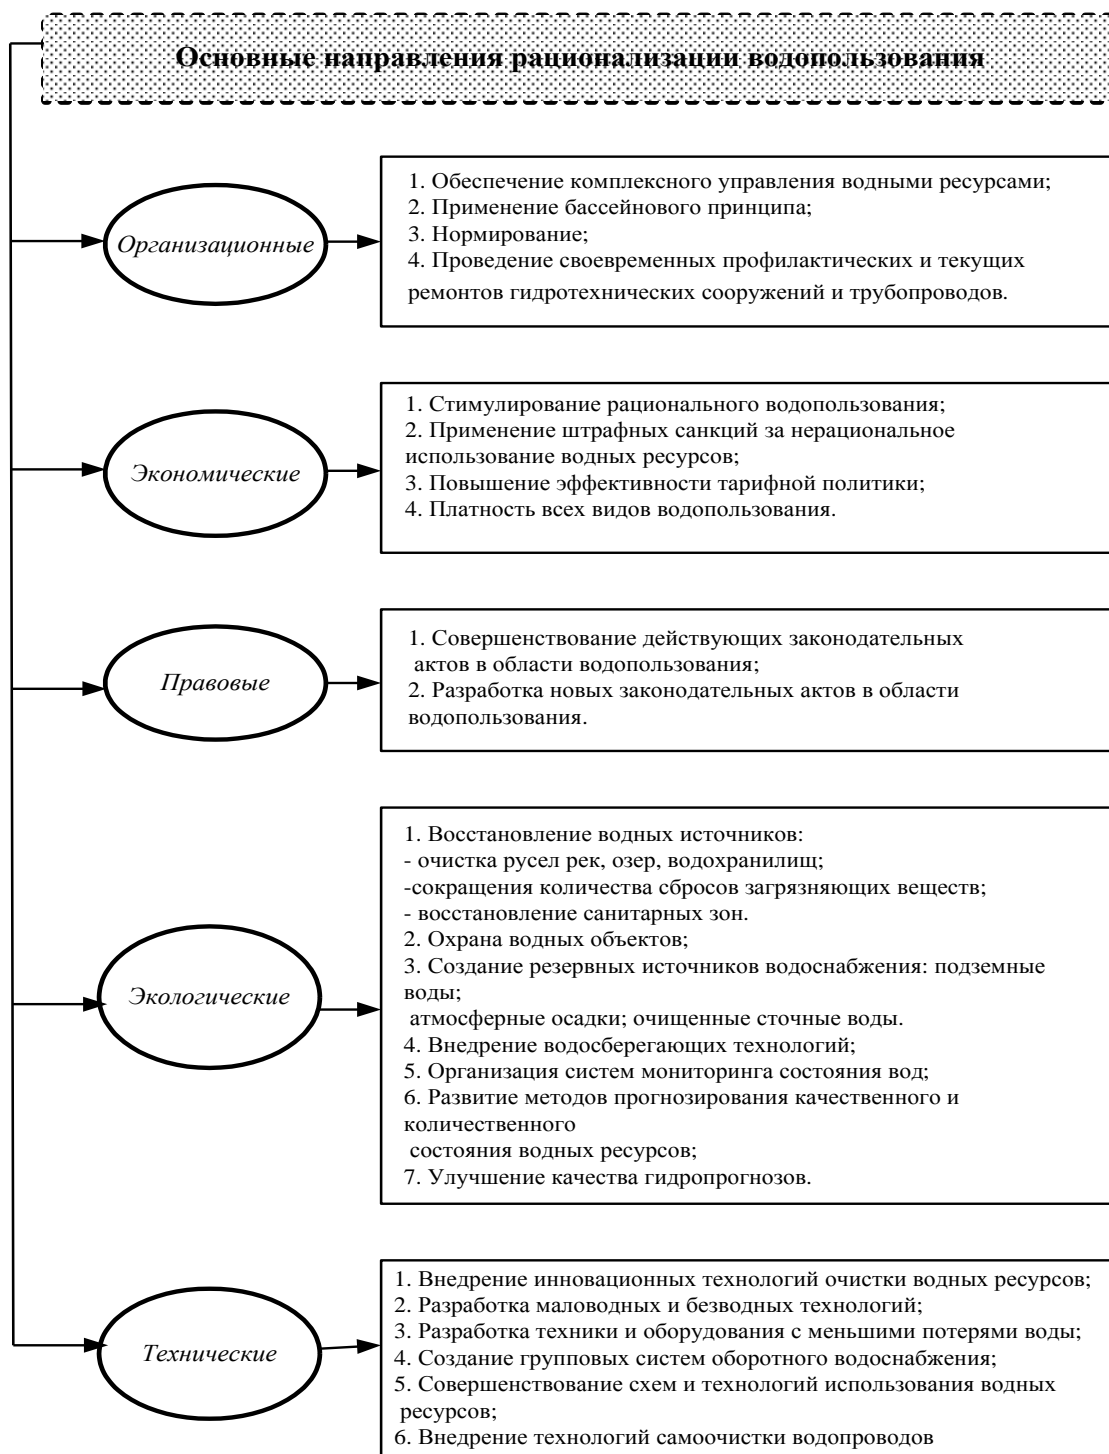 Основные направления рационализации водопользования
Организационные
1. Обеспечение комплексного управления водными ресурсами;
2. Применение бассейнового принципа;
3. Нормирование;
4. Проведение своевременных профилактических и текущих
ремонтов гидротехнических сооружений и трубопроводов.
Экономические
1. Стимулирование рационального водопользования;
2. Применение штрафных санкций за нерациональное
использование водных ресурсов;
3. Повышение эффективности тарифной политики;
4. Платность всех видов водопользования.
Правовые
1. Совершенствование действующих законодательных
актов в области водопользования;
2. Разработка новых законодательных актов в области
водопользования.
Экологические
1. Восстановление водных источников:
- очистка русел рек, озер, водохранилищ;
-сокращения количества сбросов загрязняющих веществ;
- восстановление санитарных зон.
2. Охрана водных объектов;
3. Создание резервных источников водоснабжения: подземные
воды;
атмосферные осадки; очищенные сточные воды.
4. Внедрение водосберегающих технологий;
5. Организация систем мониторинга состояния вод;
6. Развитие методов прогнозирования качественного и
количественного
состояния водных ресурсов;
7. Улучшение качества гидропрогнозов.
Технические
1. Внедрение инновационных технологий очистки водных ресурсов;
2. Разработка маловодных и безводных технологий;
3. Разработка техники и оборудования с меньшими потерями воды;
4. Создание групповых систем оборотного водоснабжения;
5. Совершенствование схем и технологий использования водных
ресурсов;
6. Внедрение технологий самоочистки водопроводов